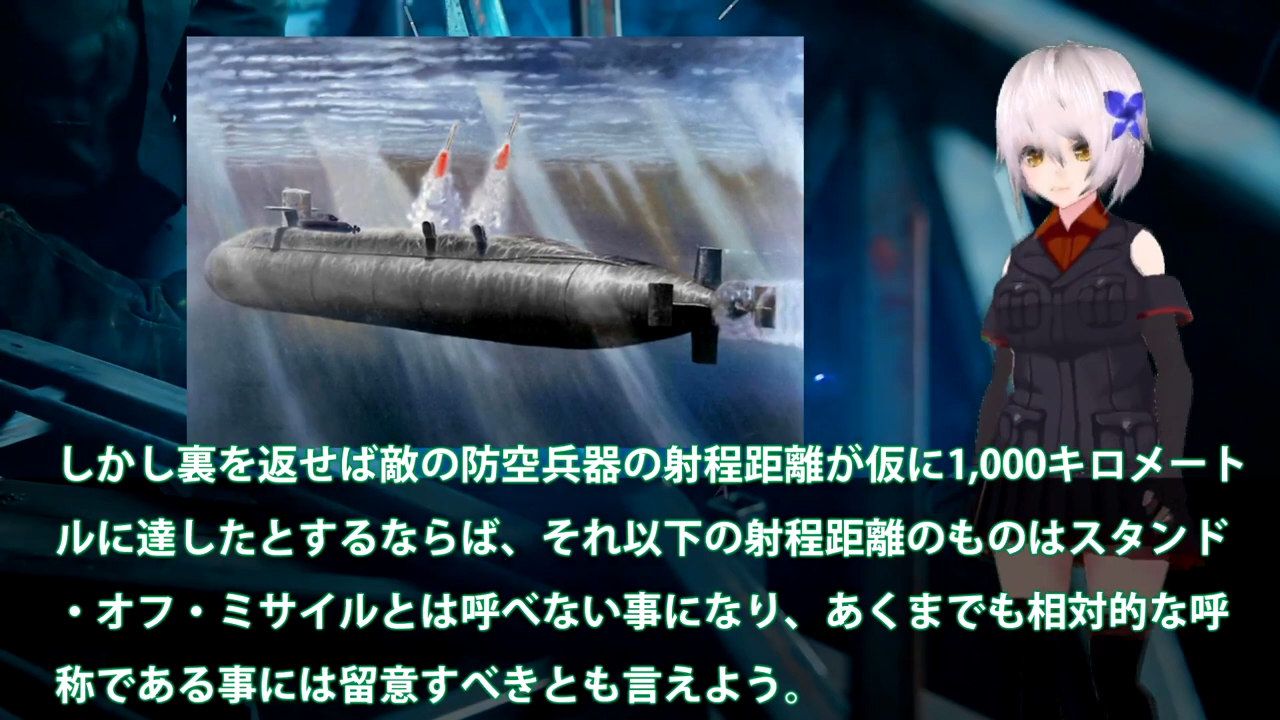 しかし裏を返せば敵の防空兵器の射程距離が仮に1,000キロメート
ルに達したとするならば、それ以下の射程距離のものはスタンド
・オフ・ミサイルとは呼べない事になり、あくまでも相対的な呼
称である事には留意すべきとも言えよう。